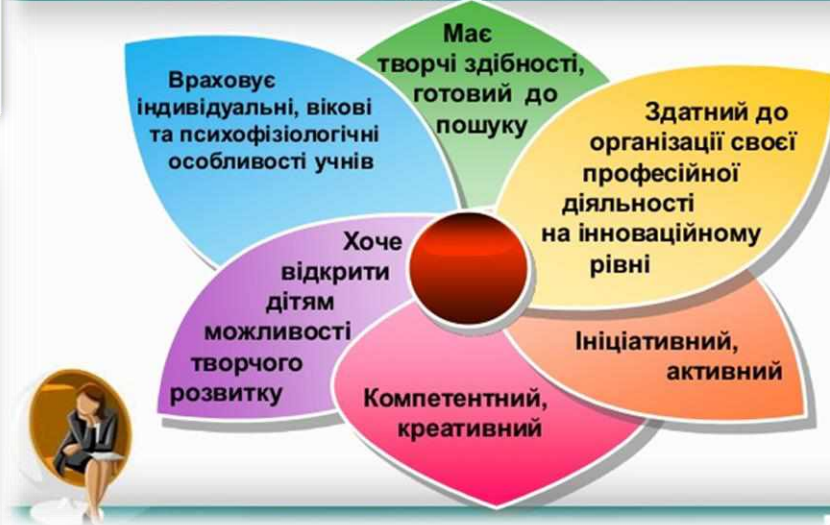 Має
творчі здібності,
готовий до
пошуку
Враховує
індивідуальні, вікові
та психофізіологічні
особливості учнів
Здатний до
організації своєї
професійної
діяльності
на інноваційному
рівні
Хоче
відкрити
дітям
можливості
творчого
розвитку
Ініціативний,
активний
Компетентний,
креативний